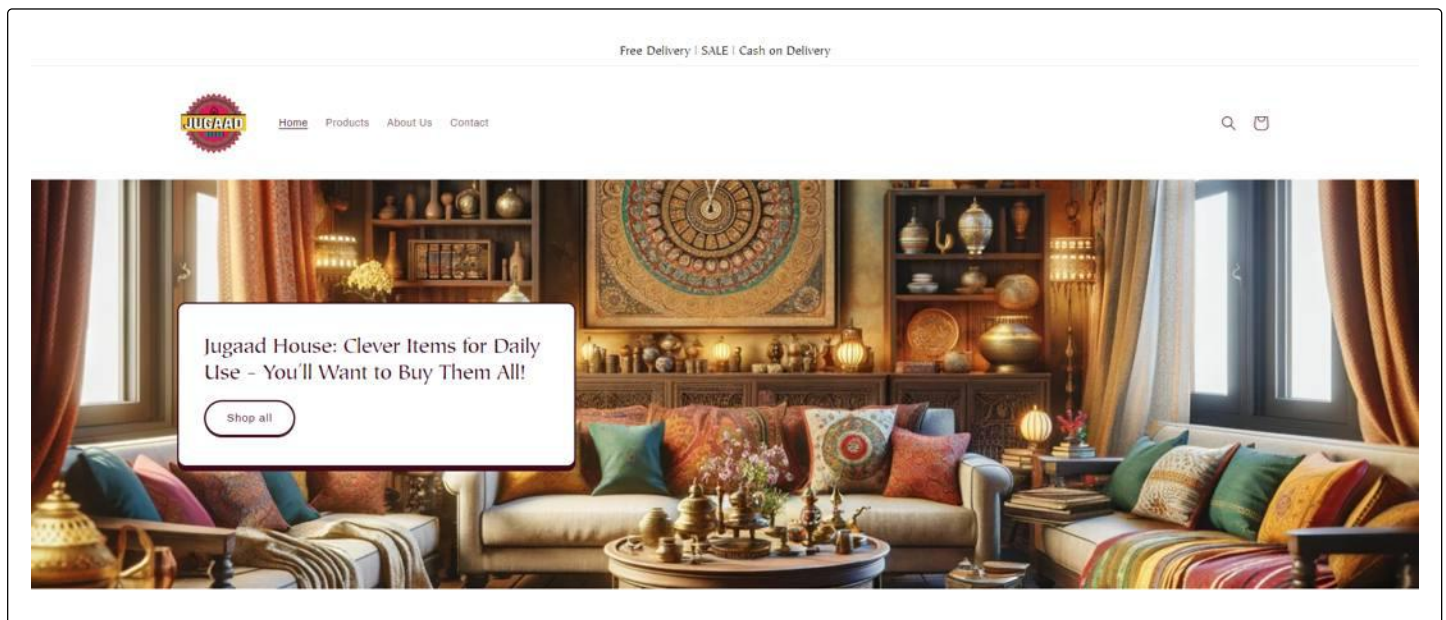 Free Delivery | SALE | Cash on Delivery
JUGAAD
Home Products About Us Contact
Jugaad House: Clever Items for Daily
Use - You'll Want to Buy Them All!
Shop all